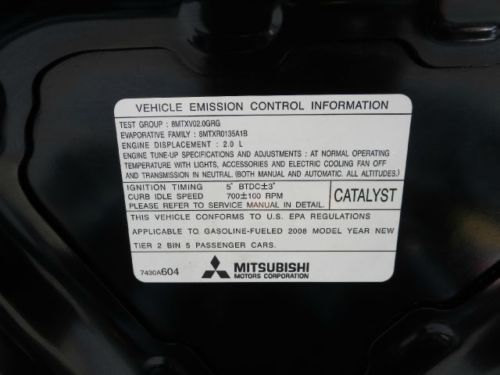 VEHICLE EMISSION CONTROL INFORMATION
TEST GROUP : 8MTXV02.0GRG
EVAPORATIVE FAMILY : 8MTXR0135A1B
ENGINE DISPLACEMENT : 2.0 L
ENGINE TUNE-UP SPECIFICATIONS AND ADJUSTMENTS : AT NORMAL OPERATING
TEMPERATURE WITH LIGHTS, ACCESSORIES AND ELECTRIC COOLING FAN OFF
AND TRANSMISSION IN NEUTRAL. (BOTH MANUAL AND AUTOMATIC. ALL ALTITUDES.)
IGNITION TIMING 5° BTDC±3°
CURB IDLE SPEED 700±100 RPM
PLEASE REFER TO SERVICE MANUAL IN DETAIL.
CATALYST
THIS VEHICLE CONFORMS TO U.S. EPA REGULATIONS
APPLICABLE TO GASOLINE-FUELED 2008 MODEL YEAR NEW
TIER 2 BIN 5 PASSENGER CARS.
7430A604
MITSUBISHI
MOTORS CORPORATION